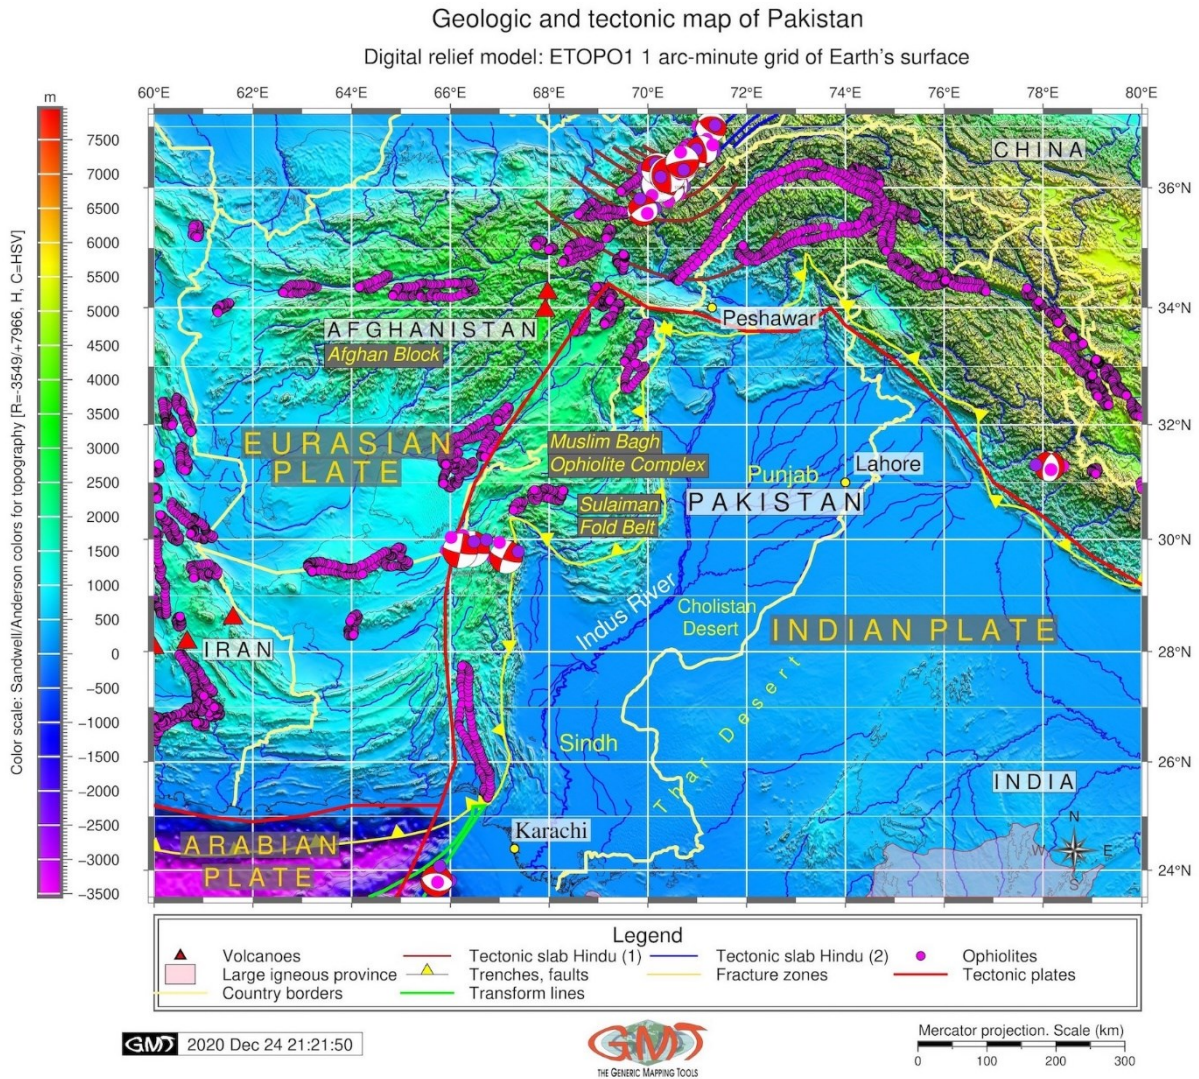 Geologic and tectonic map of Pakistan
Digital relief model: ETOPO1 1 arc-minute grid of Earth's surface
m
60°E 62°E 64°E 66°E 68°E 70°E 72°E 74°E 76°E 78°E 80°E
7500
7000
6500
6000
5500
5000
4500
4000
3500
3000
2500
2000
1500
1000
500
0
−500
−1000
−1500
−2000
−2500
−3000
−3500
Color scale: Sandwell/Anderson colors for topography [R=-3549/+7966, H, C=HSV]
CHINA
36°N
34°N
Peshawar
AFGHANISTAN
Afghan Block
32°N
EURASIAN
PLATE
Muslim Bagh
Ophiolite Complex
Lahore
Punjab
PAKISTAN
Sulaiman
Fold Belt
30°N
Indus River
Cholistan
Desert
INDIAN PLATE
IRAN
28°N
Thar Desert
Sindh
26°N
INDIA
N
W E
S
Karachi
ARABIAN
PLATE
24°N
Legend
Volcanoes Tectonic slab Hindu (1) Tectonic slab Hindu (2) Ophiolites
Large igneous province Trenches, faults Fracture zones Tectonic plates
Country borders Transform lines
GMT 2020 Dec 24 21:21:50
GMT
THE GENERIC MAPPING TOOLS
Mercator projection. Scale (km)
0 100 200 300